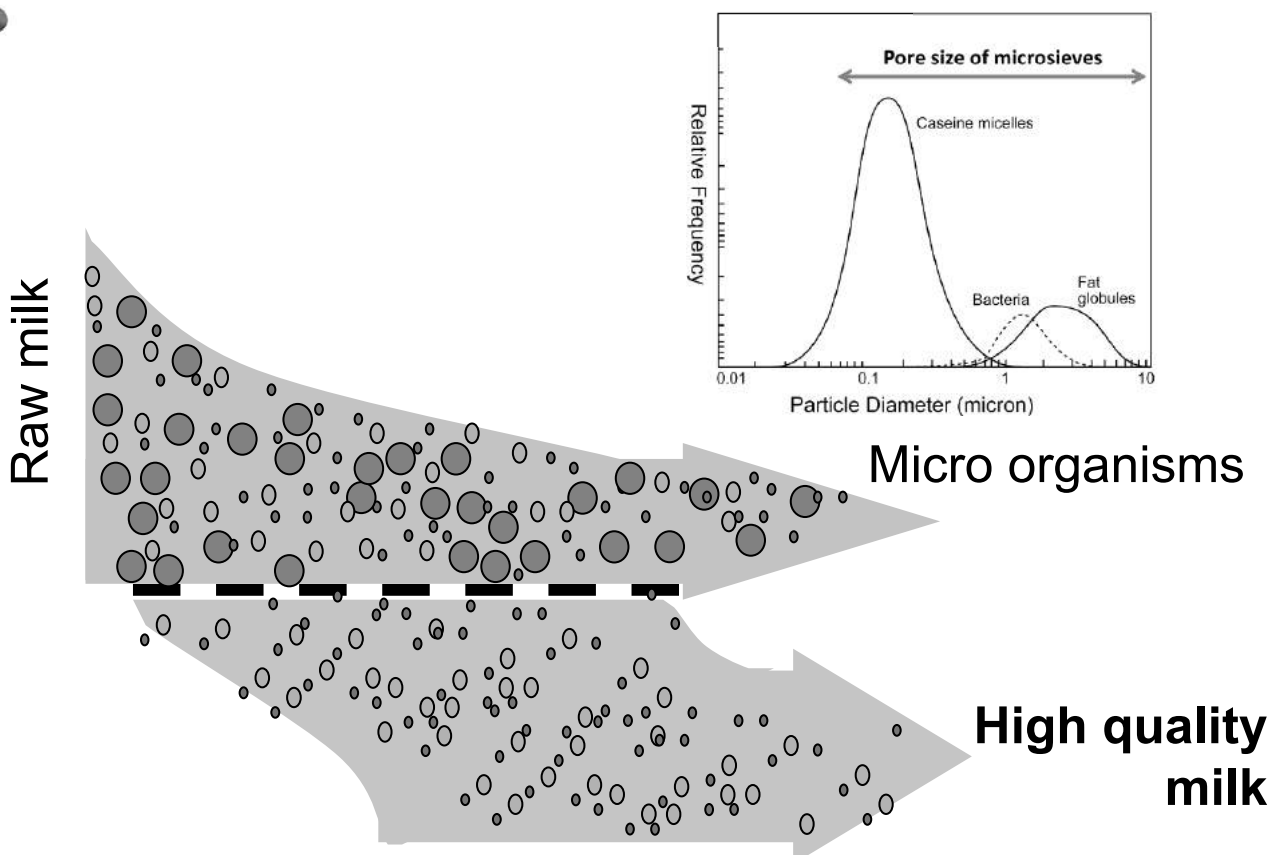 Pore size of microsieves
Relative Frequency
Caseine micelles
Bacteria
Fat
globules
0.01
0.1
1
10
Particle Diameter (micron)
Raw milk
Micro organisms
High quality
milk